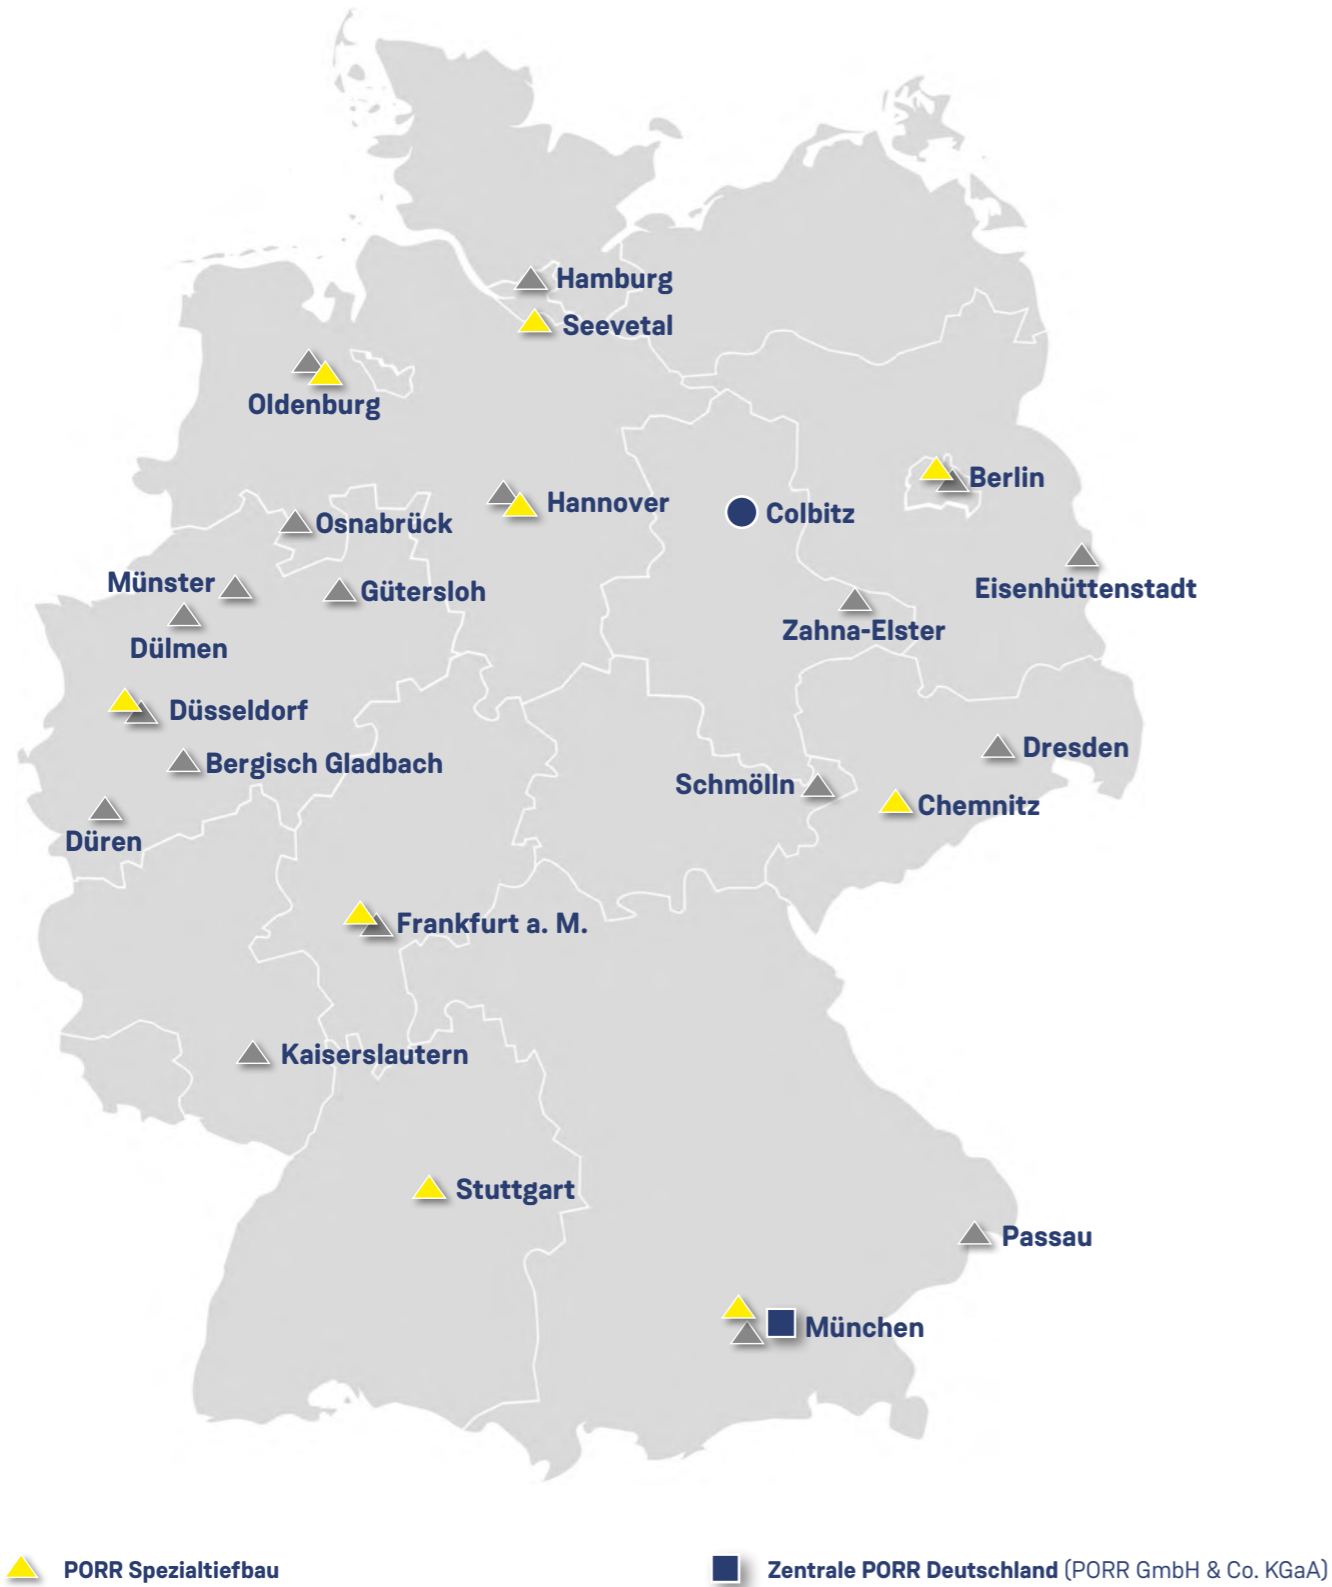 Hamburg
Seevetal
Oldenburg
Berlin
Hannover
Colbitz
Osnabrück
Eisenhüttenstadt
Münster
Gütersloh
Zahna-Elster
Dülmen
Düsseldorf
Dresden
Bergisch Gladbach
Schmölln
Chemnitz
Düren
Frankfurt a. M.
Kaiserslautern
Stuttgart
Passau
München
PORR Spezialtiefbau
Zentrale PORR Deutschland (PORR GmbH & Co. KGaA)